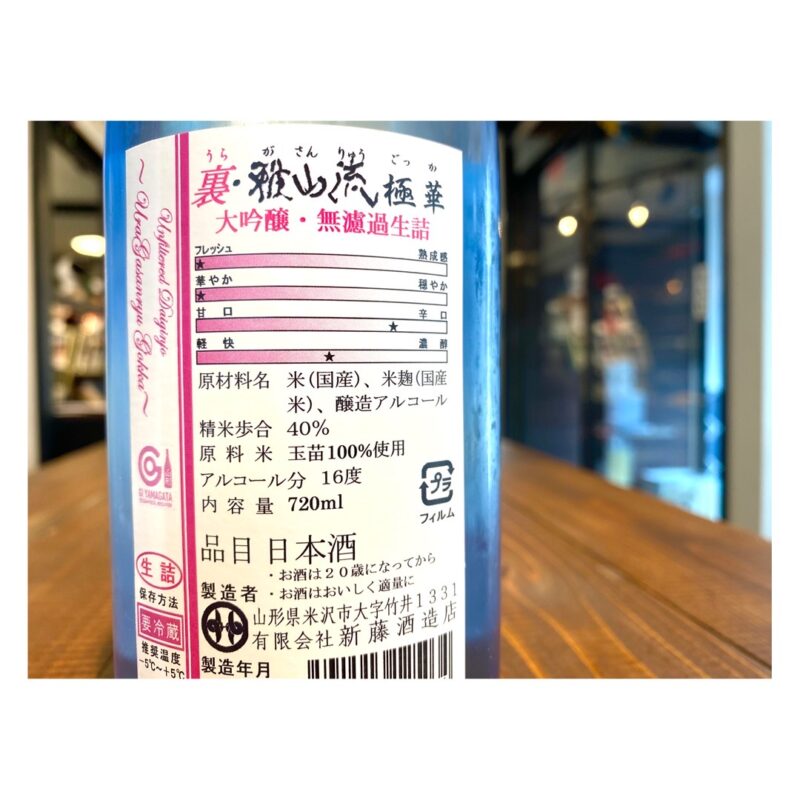 うら が さん りゅう ごっ か
裏・雅山流 極華
大吟醸・無濾過生詰
フレッシュ 熟成感
★
華やか 穏やか
★
甘口 辛口
★
軽快 濃醇
★
原材料名 米(国産)、米麹(国産
米)、醸造アルコール
精米歩合 40%
原料米 玉苗100%使用
アルコール分 16度
内容量 720ml
プラ
フィルム
品目 日本酒
・お酒は20歳になってから
・お酒はおいしく適量に
製造者
山形県米沢市大字竹井1331
有限会社 新藤酒造店
製造年月
Unfiltered Daiginjo
~UraGasanryu Gokka~
GI YAMAGATA
生詰
保存方法
要冷蔵
推奨温度
-5℃~+5℃